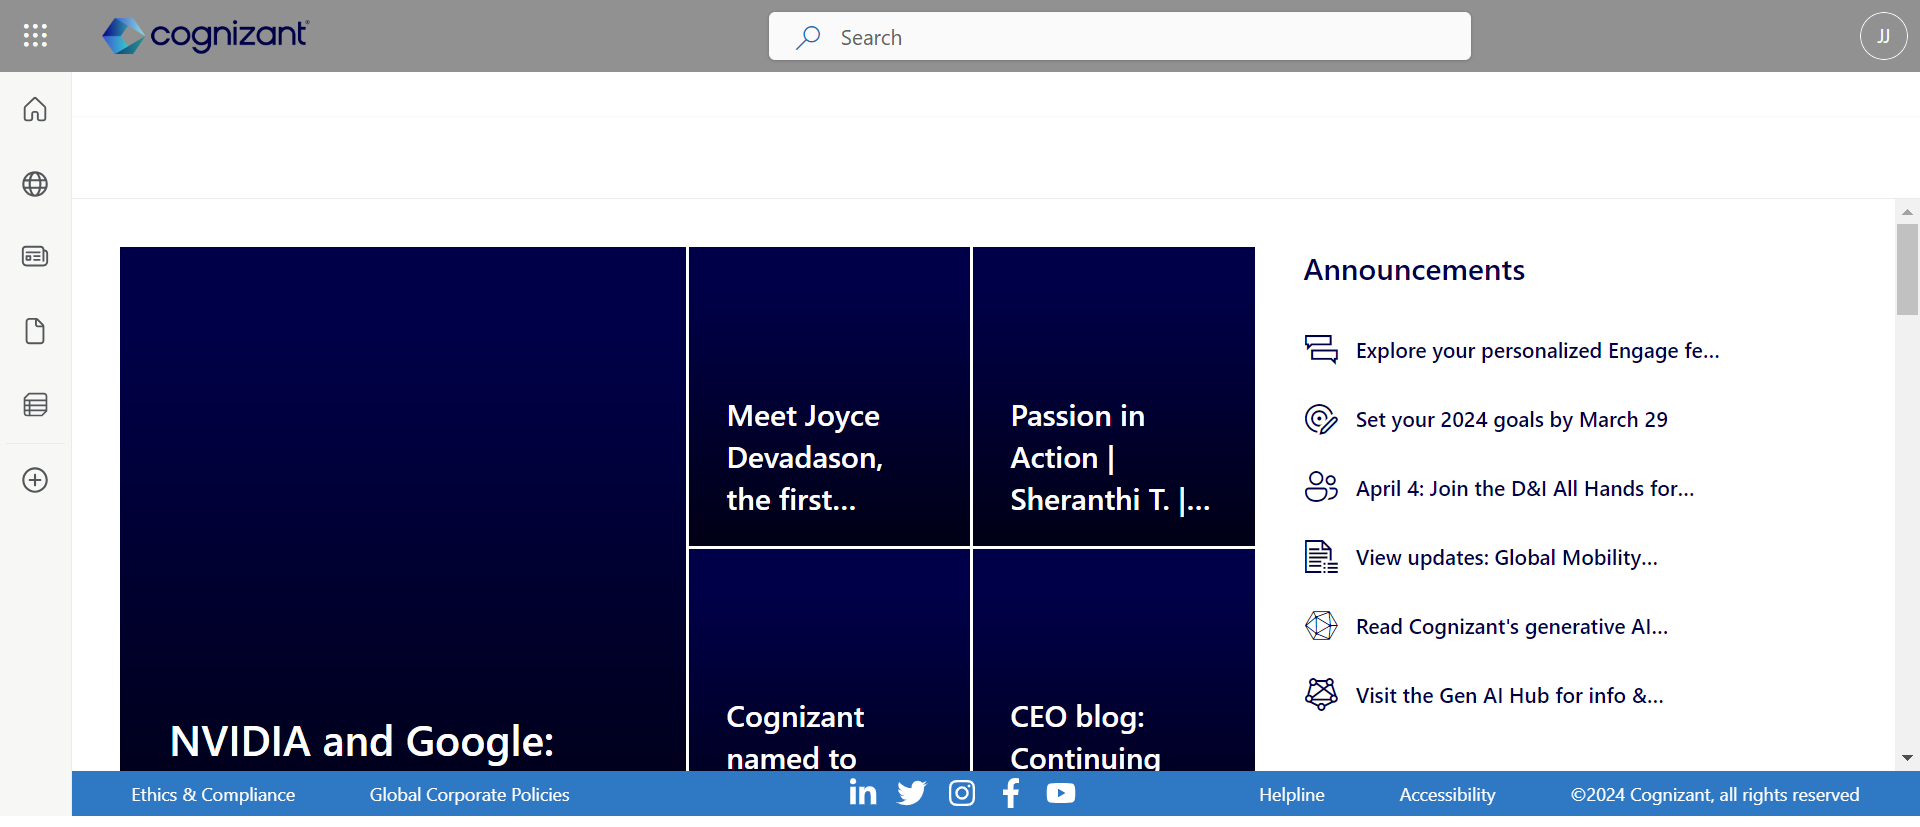 cognizant
Search
JJ
NVIDIA and Google:
Meet Joyce
Devadason,
the first...
Passion in
Action |
Sheranthi T. |...
Cognizant
named to
CEO blog:
Continuing
Announcements
Explore your personalized Engage fe...
Set your 2024 goals by March 29
April 4: Join the D&I All Hands for...
View updates: Global Mobility...
Read Cognizant's generative AI...
Visit the Gen AI Hub for info &...
Ethics & Compliance
Global Corporate Policies
Helpline
Accessibility
©2024 Cognizant, all rights reserved